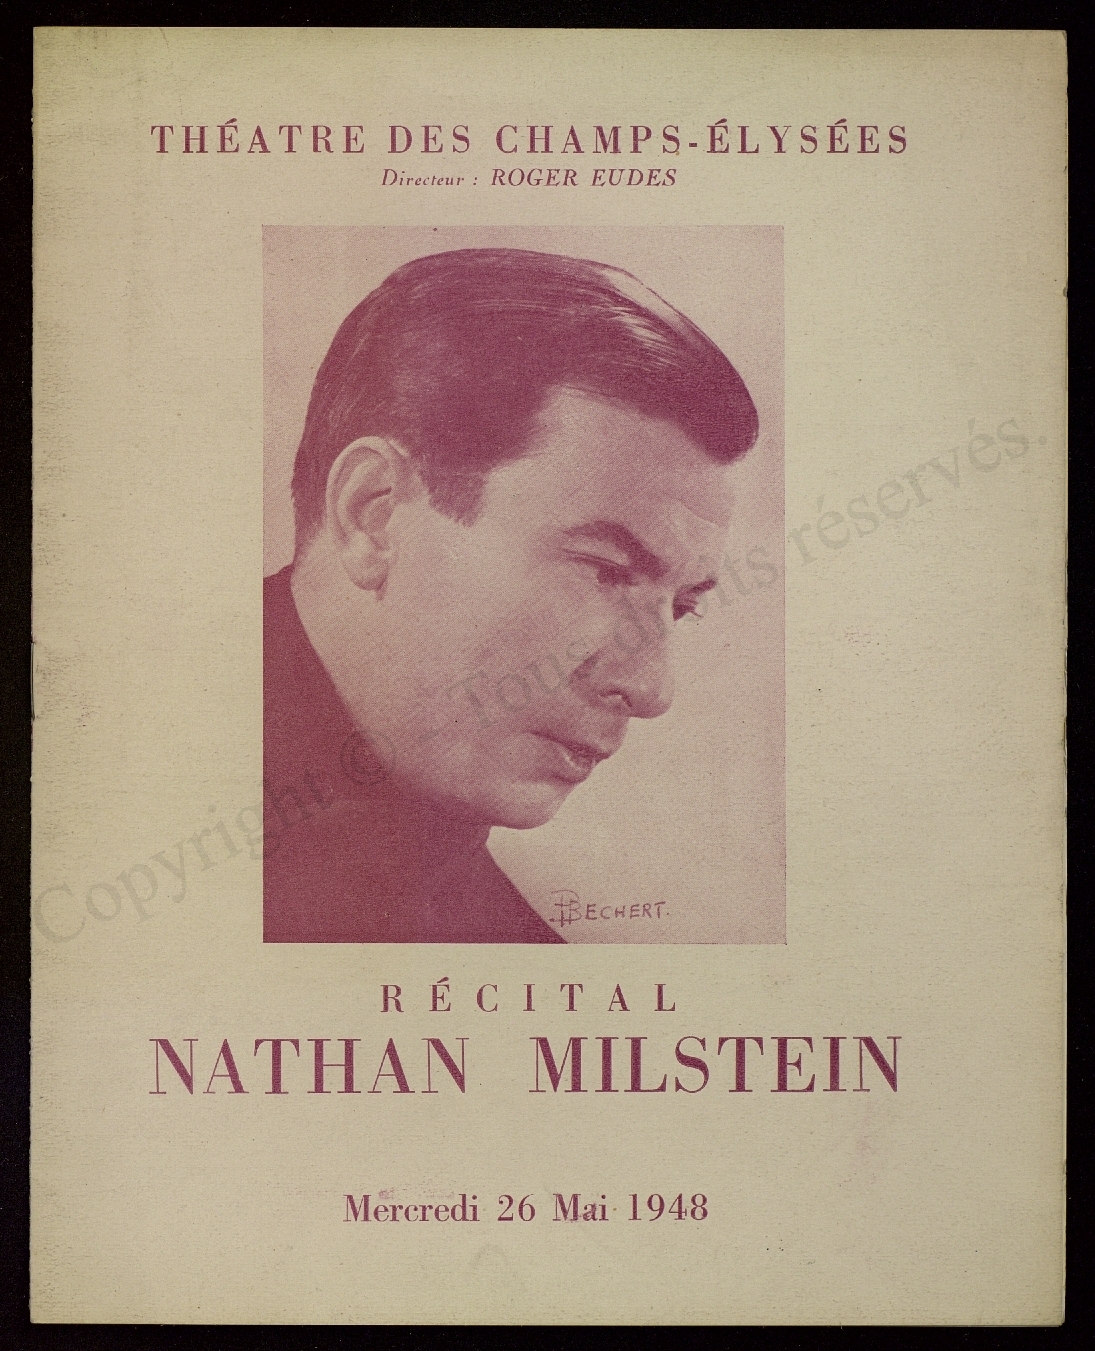 THÉATRE DES CHAMPS-ÉLYSÉES
Directeur : ROGER EUDES
BECHERT.
RÉCITAL
NATHAN MILSTEIN
Mercredi 26 Mai 1948
Copyright © - Tous droits réservés.